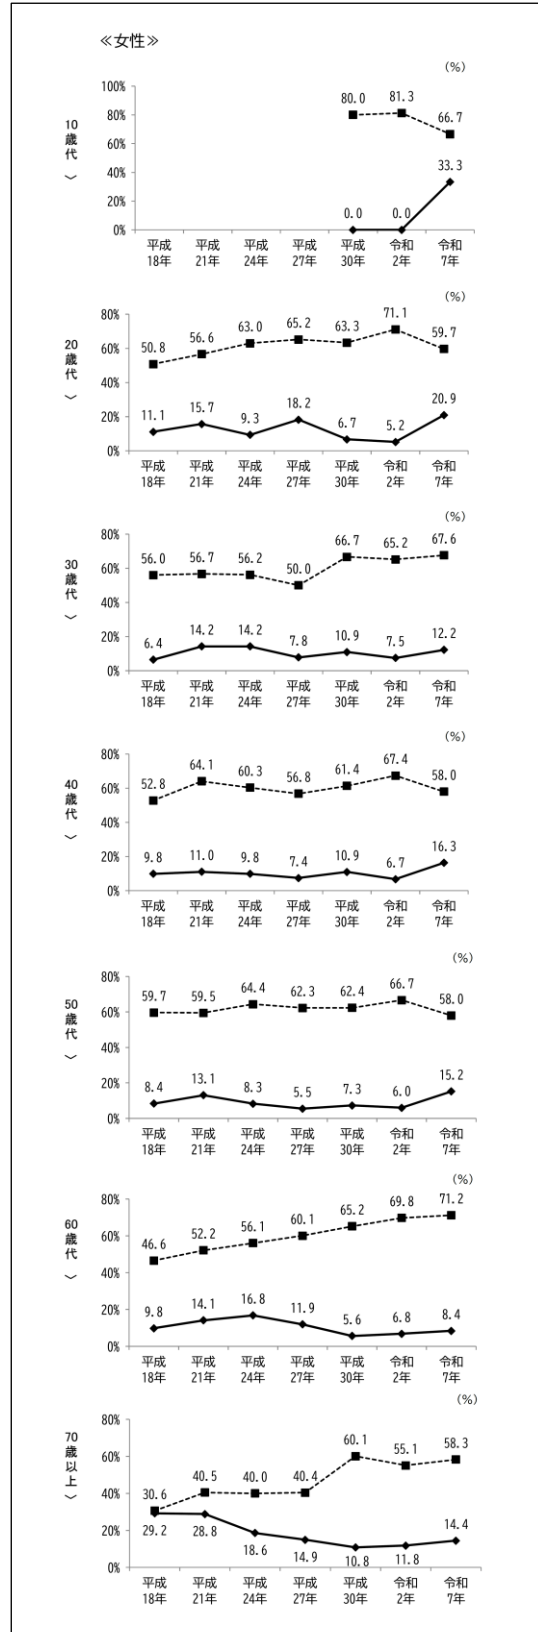 ≪女性≫
(%)
10歳代 〉
100%
80%
60%
40%
20%
0%
80.0 81.3 66.7
0.0 0.0 33.3
平成18年 平成21年 平成24年 平成27年 平成30年 令和2年 令和7年
(%)
20歳代 〉
80%
60%
40%
20%
0%
50.8 56.6 63.0 65.2 63.3 71.1 59.7
11.1 15.7 9.3 18.2 6.7 5.2 20.9
平成18年 平成21年 平成24年 平成27年 平成30年 令和2年 令和7年
(%)
30歳代 〉
80%
60%
40%
20%
0%
56.0 56.7 56.2 50.0 66.7 65.2 67.6
6.4 14.2 14.2 7.8 10.9 7.5 12.2
平成18年 平成21年 平成24年 平成27年 平成30年 令和2年 令和7年
(%)
40歳代 〉
80%
60%
40%
20%
0%
52.8 64.1 60.3 56.8 61.4 67.4 58.0
9.8 11.0 9.8 7.4 10.9 6.7 16.3
平成18年 平成21年 平成24年 平成27年 平成30年 令和2年 令和7年
(%)
50歳代 〉
80%
60%
40%
20%
0%
59.7 59.5 64.4 62.3 62.4 66.7 58.0
8.4 13.1 8.3 5.5 7.3 6.0 15.2
平成18年 平成21年 平成24年 平成27年 平成30年 令和2年 令和7年
(%)
60歳代 〉
80%
60%
40%
20%
0%
46.6 52.2 56.1 60.1 65.2 69.8 71.2
9.8 14.1 16.8 11.9 5.6 6.8 8.4
平成18年 平成21年 平成24年 平成27年 平成30年 令和2年 令和7年
(%)
70歳以上 〉
80%
60%
40%
20%
0%
30.6 40.5 40.0 40.4 60.1 55.1 58.3
29.2 28.8 18.6 14.9 10.8 11.8 14.4
平成18年 平成21年 平成24年 平成27年 平成30年 令和2年 令和7年